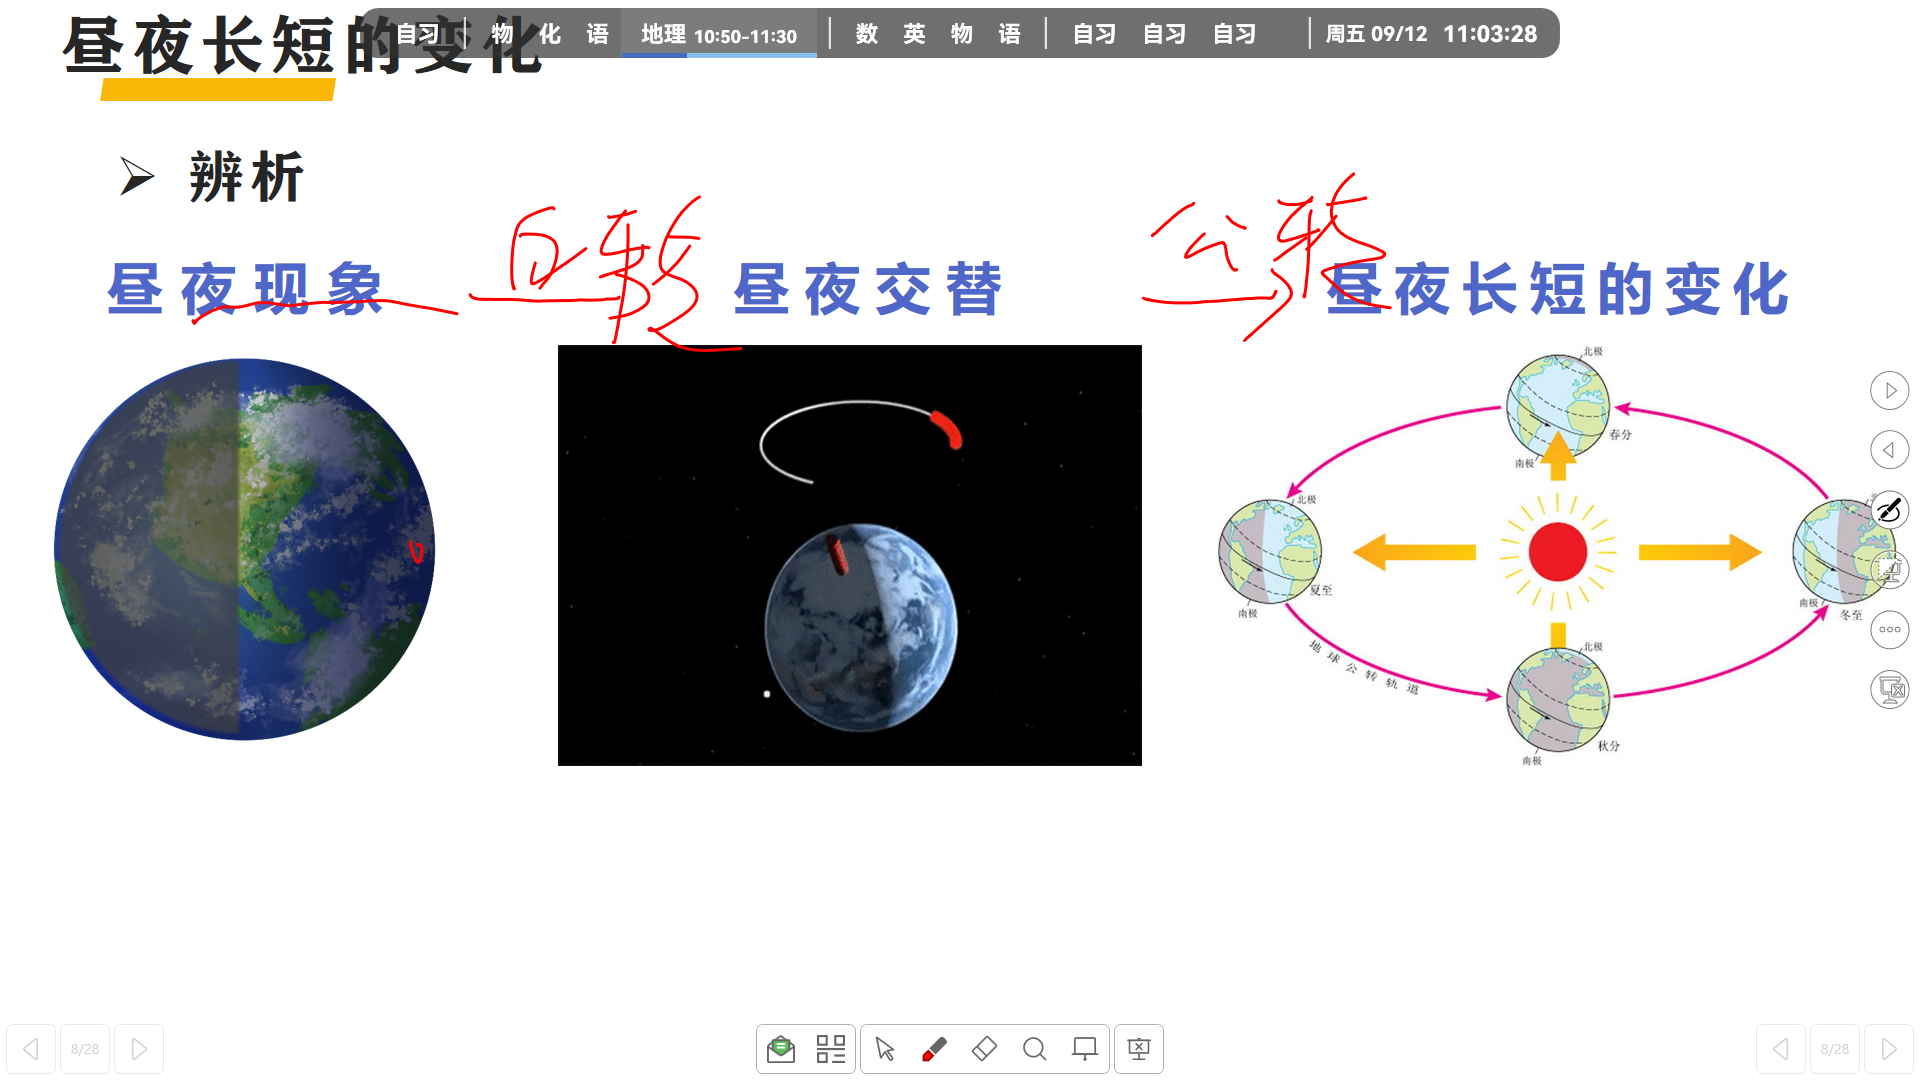 昼夜长短的变化
自习 物 化 语 地理 10:50-11:30 数 英 物 语 自习 自习 自习 周五 09/12 11:03:28
辨析
自转
公转
昼夜现象 昼夜交替 昼夜长短的变化
北极
春分
南极
北极
夏至
南极
北
南极
冬至
地球公转轨道
北极
秋分
南极
8/28
8/28